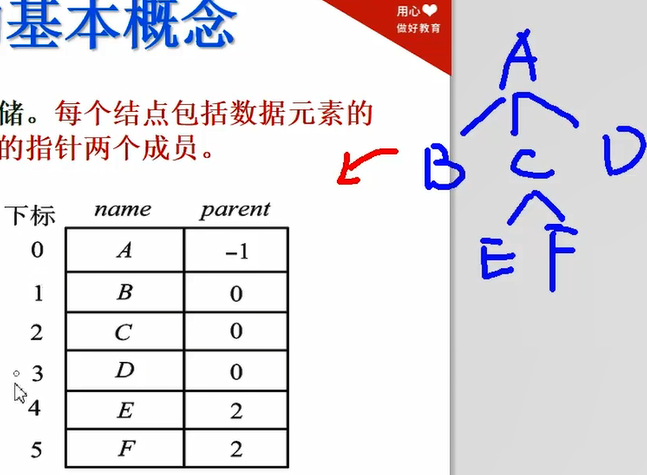 基本概念
用心
做好教育
储。每个结点包括数据元素的
的指针两个成员。
下标 name parent
0 A -1
1 B 0
2 C 0
3 D 0
4 E 2
5 F 2
A
B C D
E F